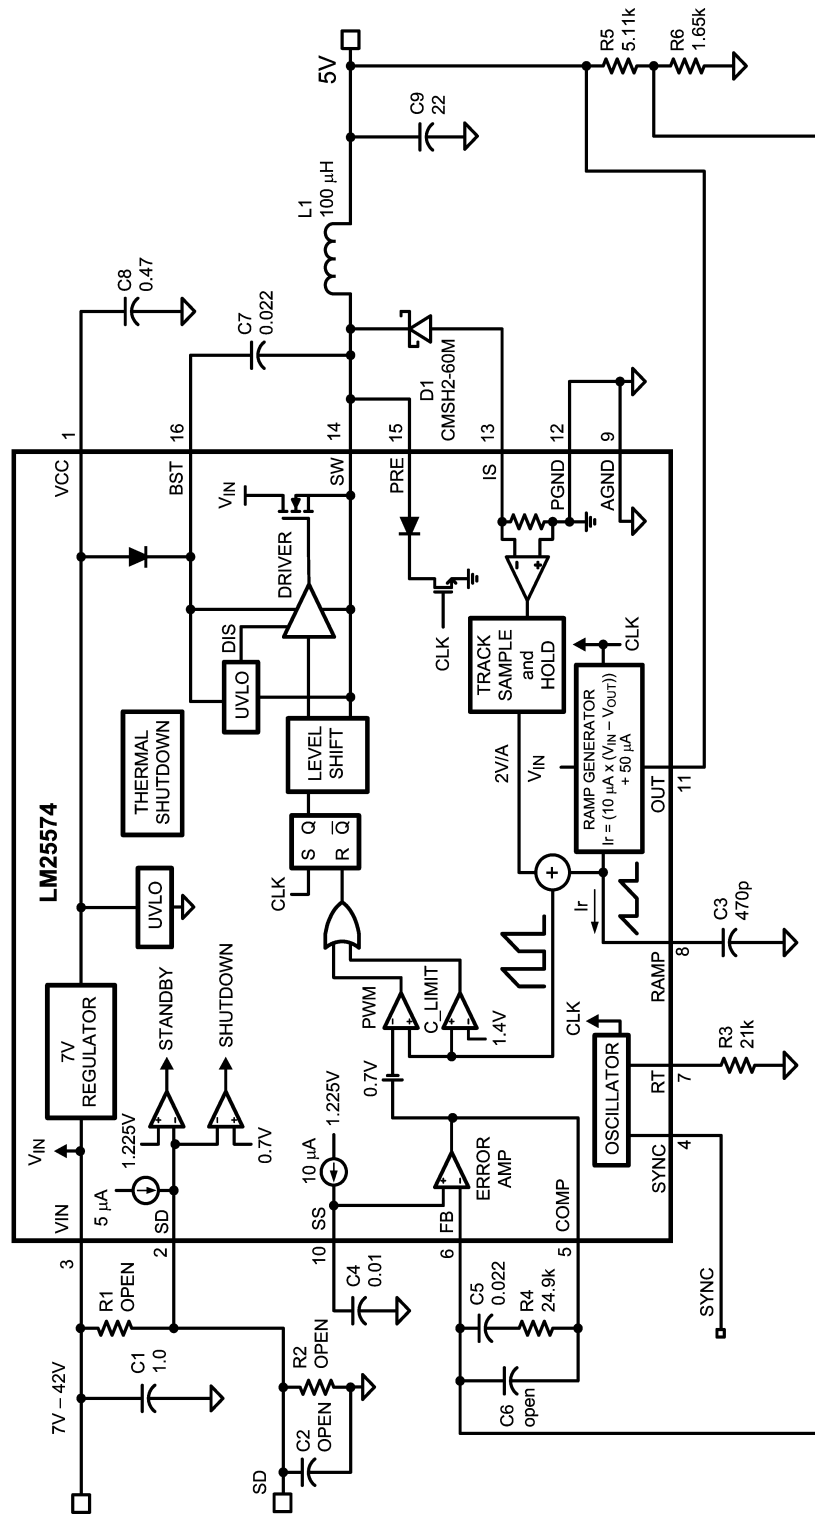 7V – 42V
VIN
3
C1
1.0
R1
OPEN
SD
2
SD
C2
OPEN
R2
OPEN
VIN
5 µA
1.225V
STANDBY
0.7V
SHUTDOWN
7V
REGULATOR
UVLO
LM25574
THERMAL
SHUTDOWN
VCC
1
C8
0.47
BST
16
C7
0.022
UVLO
DIS
DRIVER
VIN
SW
14
L1
100 µH
5V
C9
22
R5
5.11k
R6
1.65k
LEVEL
SHIFT
CLK
S Q
R Q
PRE
15
CLK
D1
CMSH2-60M
IS
13
PGND
12
AGND
9
10
SS
C4
0.01
10 µA
1.225V
6
FB
ERROR
AMP
5
COMP
C5
0.022
R4
24.9k
C6
open
0.7V
PWM
C_LIMIT
1.4V
2V/A
TRACK
SAMPLE
and
HOLD
CLK
VIN
RAMP GENERATOR
Ir = (10 µA x (VIN – VOUT))
+ 50 µA
OUT
11
+
Ir
RAMP
8
C3
470p
OSCILLATOR
CLK
SYNC
4
SYNC
RT
7
R3
21k